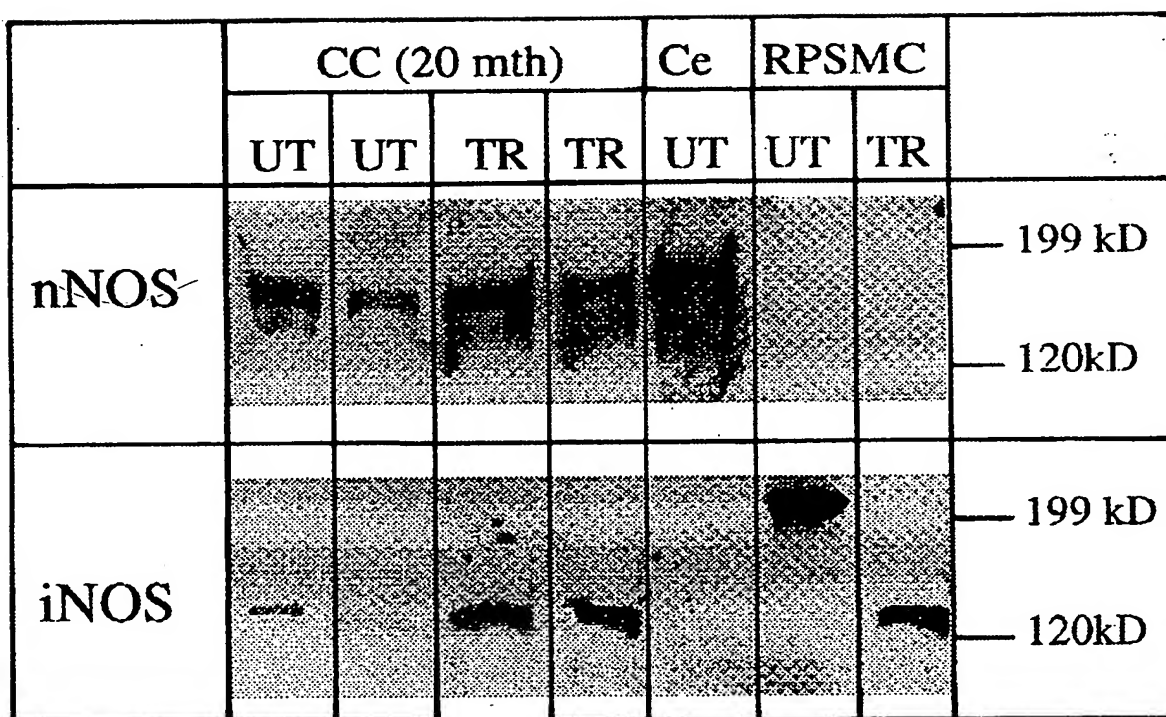 CC (20 mth) Ce RPSMC
UT UT TR TR UT UT TR
nNOS
199 kD
120kD
iNOS
199 kD
120kD